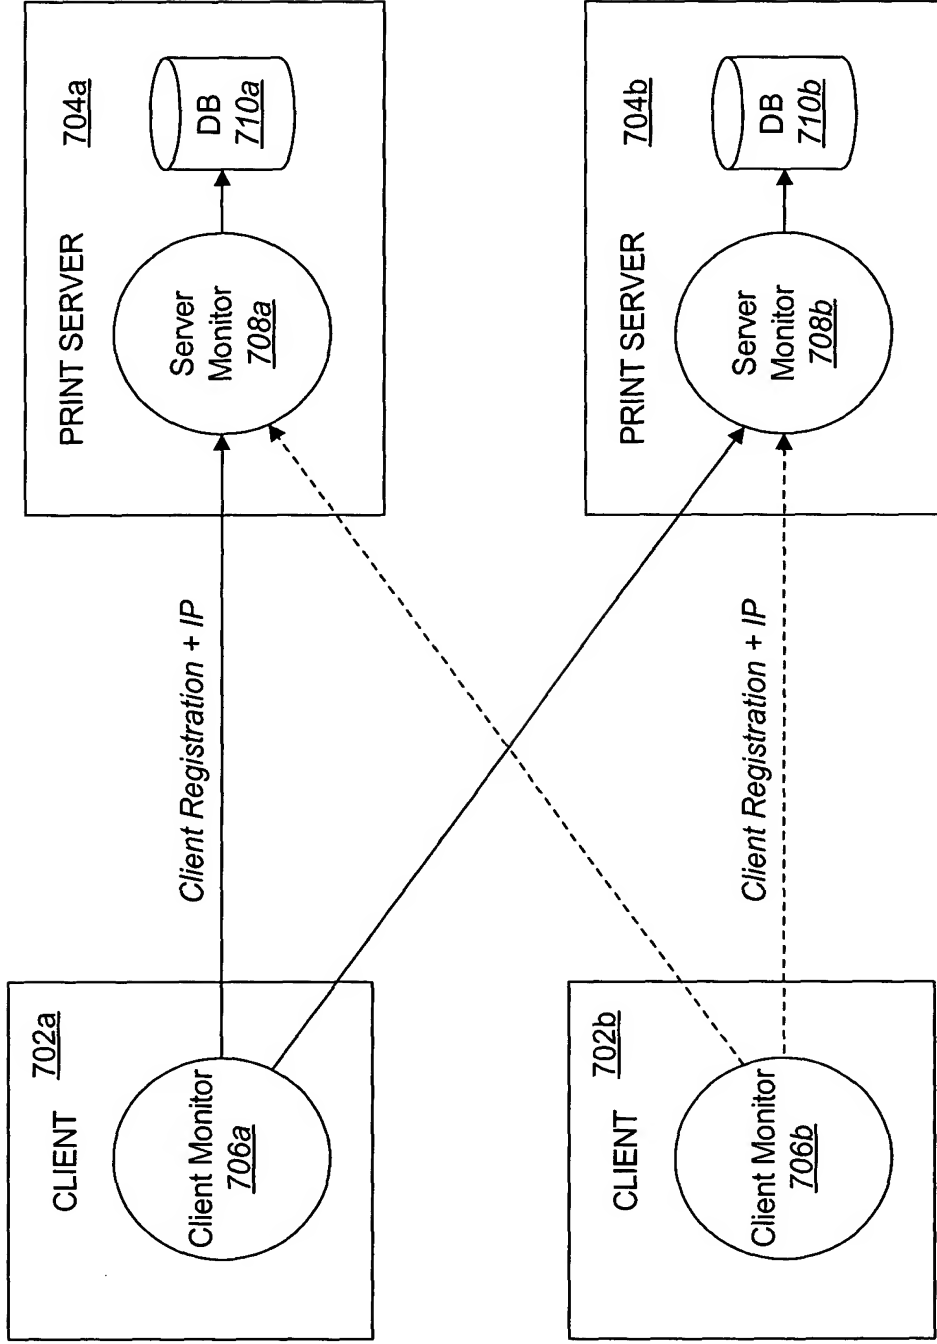 CLIENT
702a
Client Monitor
706a
Client Registration + IP
PRINT SERVER
704a
Server
Monitor
708a
DB
710a
CLIENT
702b
Client Monitor
706b
Client Registration + IP
PRINT SERVER
704b
Server
Monitor
708b
DB
710b